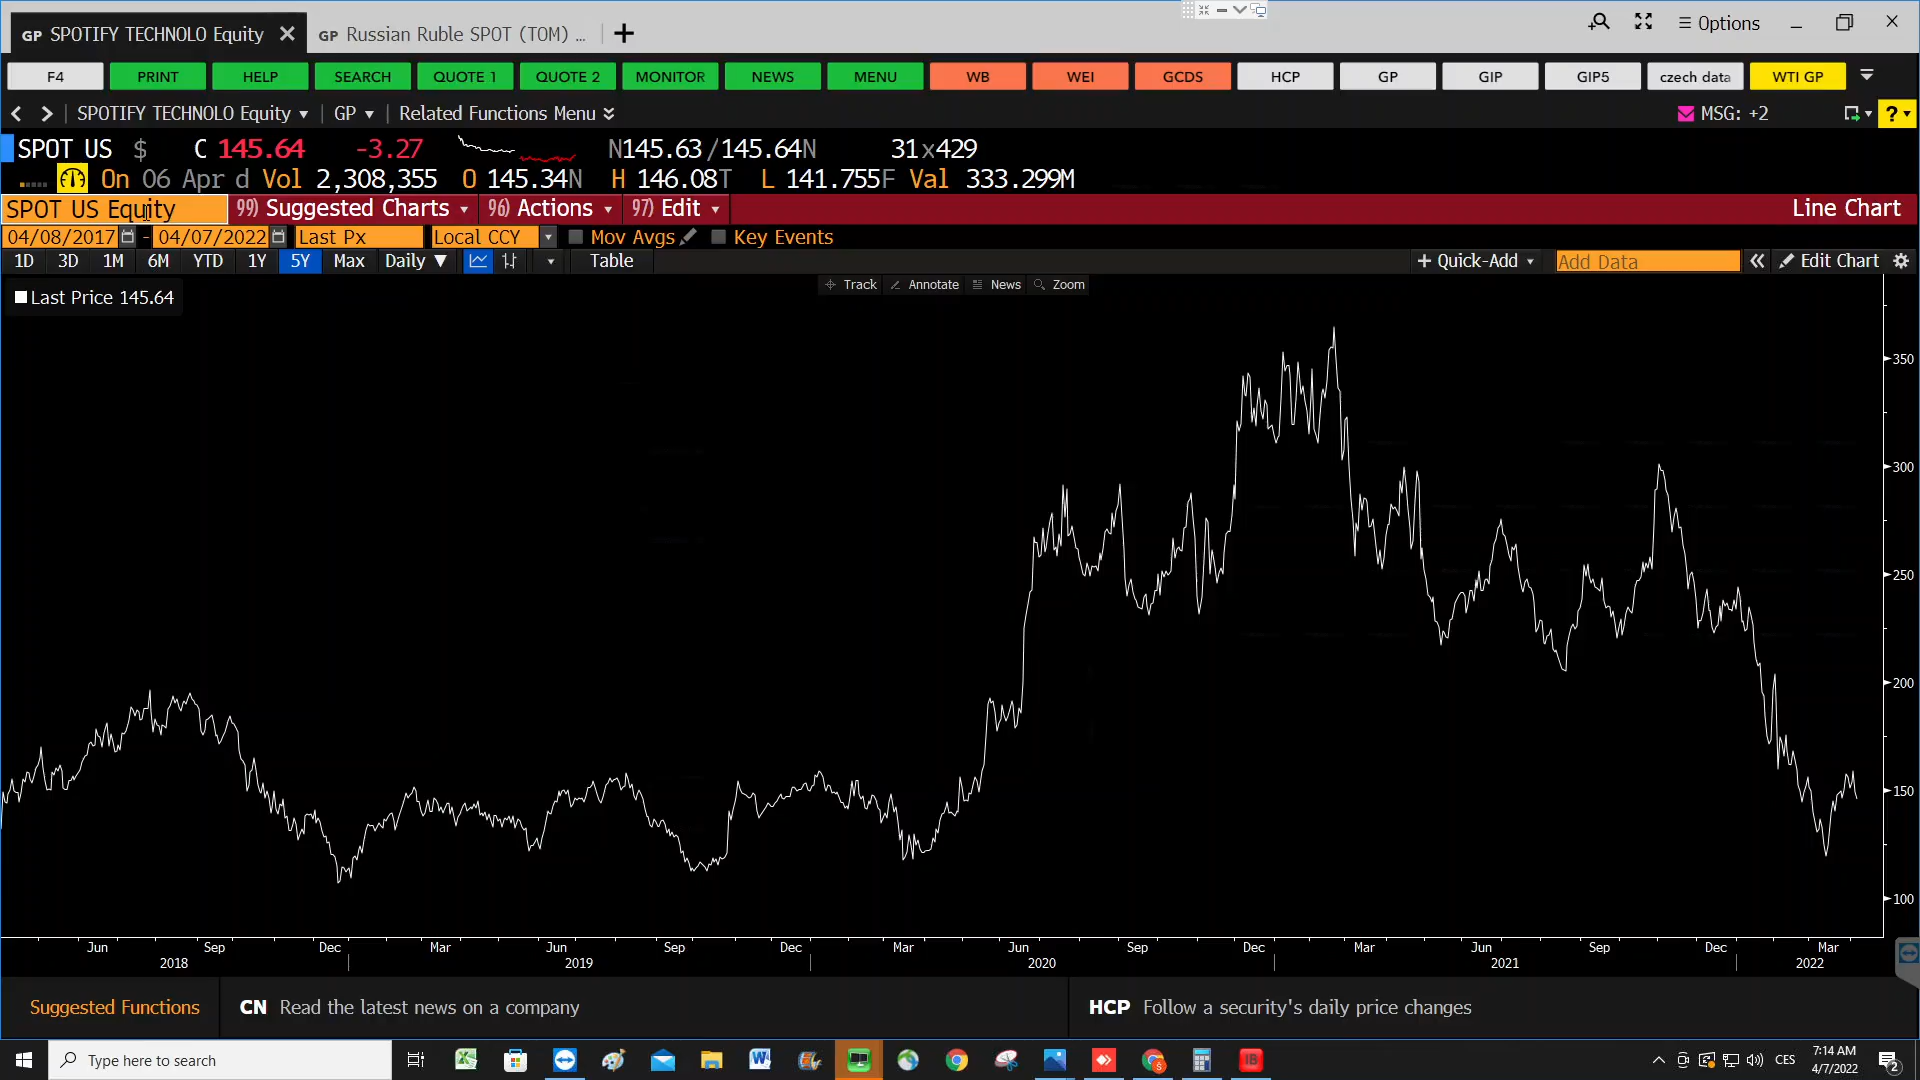 GP SPOTIFY TECHNOLO Equity GP Russian Ruble SPOT (TOM) ... Options
F4 PRINT HELP SEARCH QUOTE 1 QUOTE 2 MONITOR NEWS MENU WB WEI GCDS HCP GP GIP GIP5 czech data WTI GP
SPOTIFY TECHNOLO Equity GP Related Functions Menu MSG: +2 ?
SPOT US $ C 145.64 -3.27 N145.63/145.64N 31x429
On 06 Apr d Vol 2,308,355 O 145.34N H 146.08T L 141.755F Val 333.299M
SPOT US Equity 99) Suggested Charts 96) Actions 97) Edit Line Chart
04/08/2017 - 04/07/2022 Last Px Local CCY Mov Avgs Key Events
1D 3D 1M 6M YTD 1Y 5Y Max Daily ▼ Table + Quick-Add Add Data « Edit Chart
Track Annotate News Zoom
Last Price 145.64
350
300
250
200
150
100
Jun Sep Dec Mar Jun Sep Dec Mar Jun Sep Dec Mar Jun Sep Dec Mar
2018 2019 2020 2021 2022
Suggested Functions CN Read the latest news on a company HCP Follow a security's daily price changes
Type here to search CES 7:14 AM
4/7/2022 2